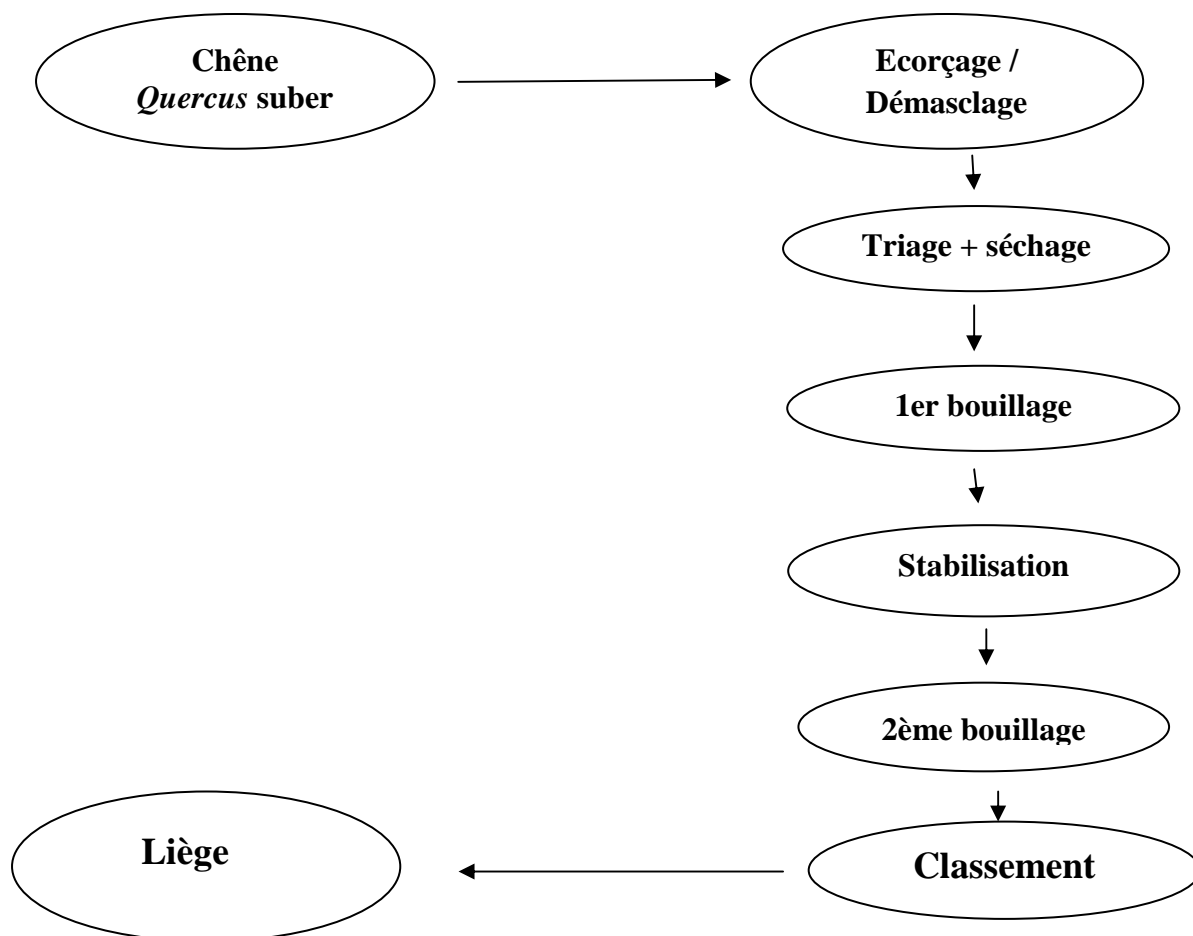 Chêne
Quercus suber
Ecorçage /
Démasclage
Triage + séchage
1er bouillage
Stabilisation
2ème bouillage
Classement
Liège